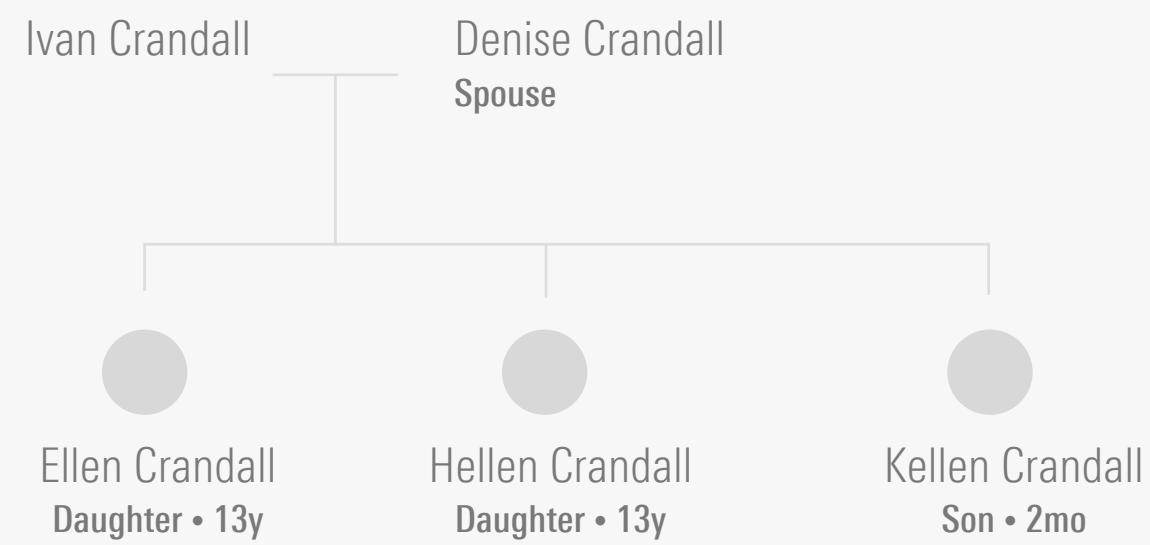 Ivan Crandall
Denise Crandall
Spouse
Ellen Crandall
Daughter • 13y
Hellen Crandall
Daughter • 13y
Kellen Crandall
Son • 2mo